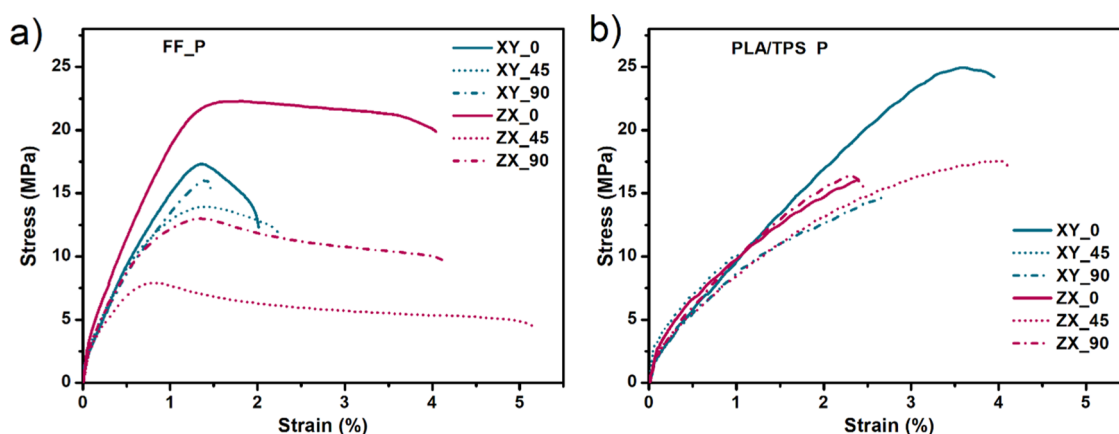 a)
FF_P
XY_0
XY_45
XY_90
ZX_0
ZX_45
ZX_90
25
20
15
10
5
0
Stress (MPa)
0 1 2 3 4 5
Strain (%)
b)
PLA/TPS P
25
20
15
10
5
0
Stress (MPa)
XY_0
XY_45
XY_90
ZX_0
ZX_45
ZX_90
0 1 2 3 4 5
Strain (%)